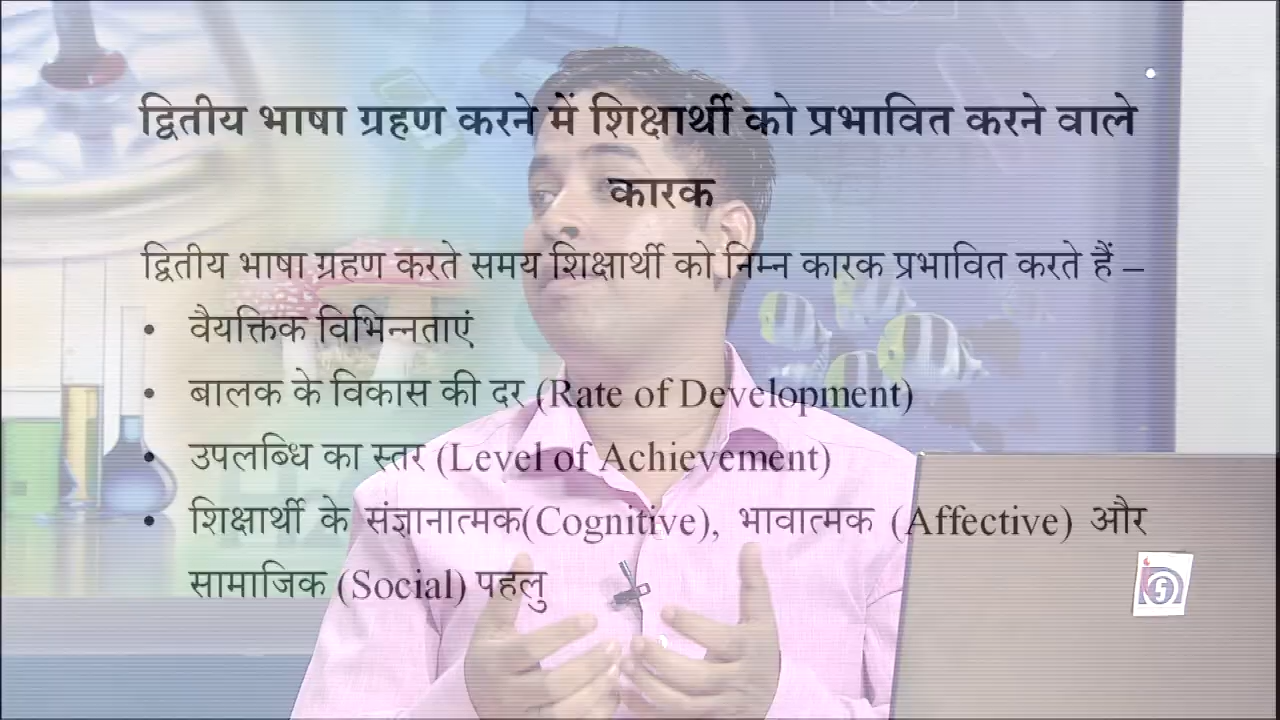 द्वितीय भाषा ग्रहण करने में शिक्षार्थी को प्रभावित करने वाले
कारक
द्वितीय भाषा ग्रहण करते समय शिक्षार्थी को निम्न कारक प्रभावित करते हैं –
• वैयक्तिक विभिन्नताएं
• बालक के विकास की दर (Rate of Development)
• उपलब्धि का स्तर (Level of Achievement)
• शिक्षार्थी के संज्ञानात्मक(Cognitive), भावात्मक (Affective) और
सामाजिक (Social) पहलु